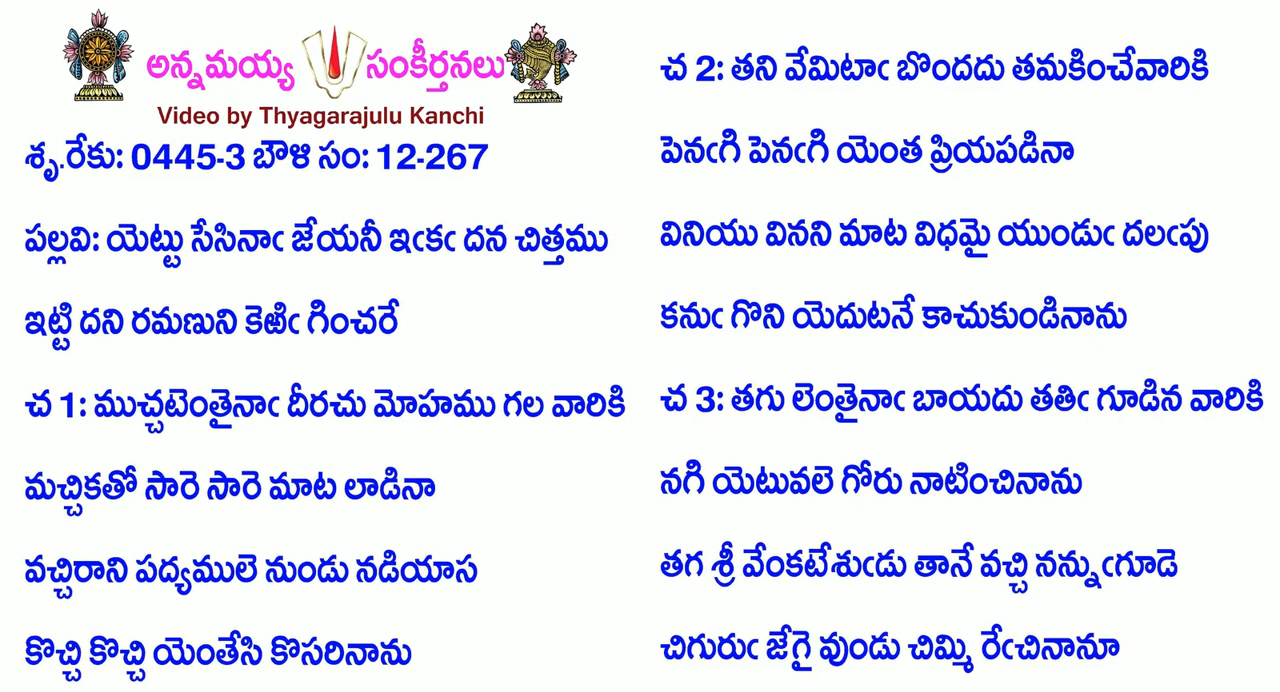 అన్నమయ్య సంకీర్తనలు
Video by Thyagarajulu Kanchi
శృ.రేకు: 0445-3 బౌళి సం: 12-267
పల్లవి: యెట్టు సేసినాఁ జేయనీ ఇఁకఁ దన చిత్తము
ఇట్టి దని రమణుని కెఱిఁ గించరే
చ 1: ముచ్చటెంతైనాఁ దీరచు మోహము గల వారికి
మచ్చికతో సారె సారె మాట లాడినా
వచ్చిరాని పద్యములె నుండు నడియాస
కొచ్చి కొచ్చి యెంతేసి కొసరినాను
చ 2: తని వేమిటాఁ బొందదు తమకించేవారికి
పెనఁగి పెనఁగి యెంత ప్రియపడినా
వినియు వినని మాట విధమై యుండుఁ దలఁపు
కనుఁ గొని యెదుటనే కాచుకుండినాను
చ 3: తగు లెంతైనాఁ బాయదు తతిఁ గూడిన వారికి
నగి యెటువలె గోరు నాటించినాను
తగ శ్రీ వేంకటేశుఁడు తానే వచ్చి నన్నుఁగూడె
చిగురుఁ జేగై వుండు చిమ్మి రేఁచినానూ